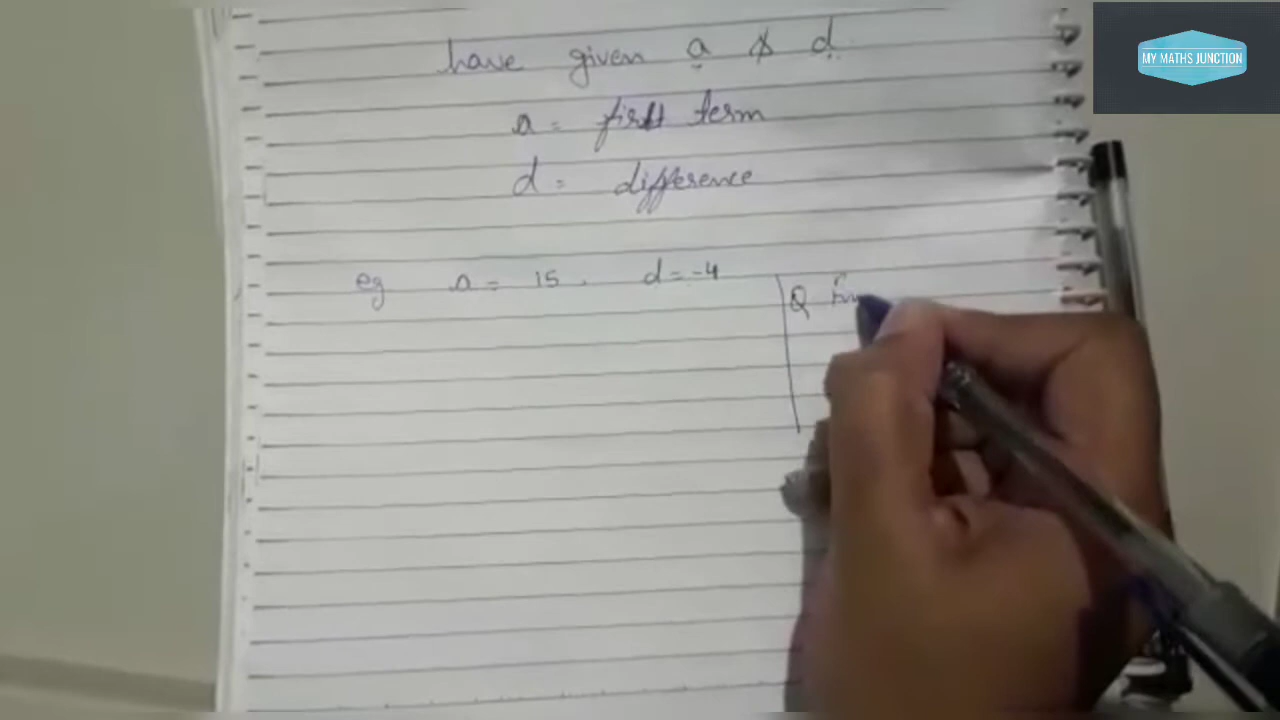 MY MATHS JUNCTION
have given a & d
a = first term
d = difference
eg a = 15, d = -4
Q